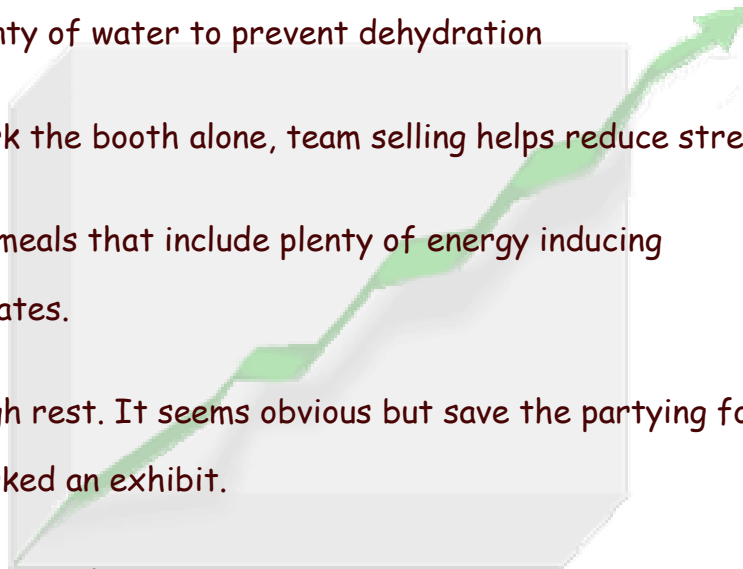 nty of water to prevent dehydration
k the booth alone, team selling helps reduce stre
meals that include plenty of energy inducing
ates.
gh rest. It seems obvious but save the partying fo
ked an exhibit.